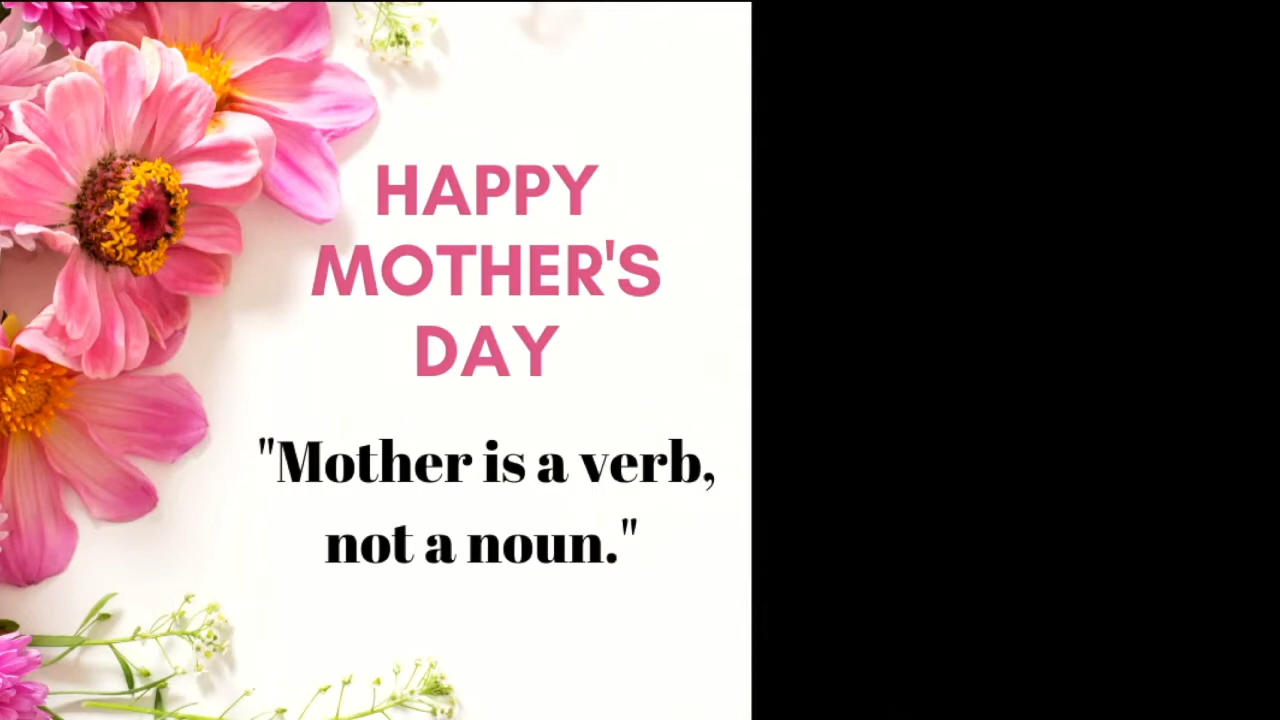 HAPPY
MOTHER'S
DAY
"Mother is a verb,
not a noun."